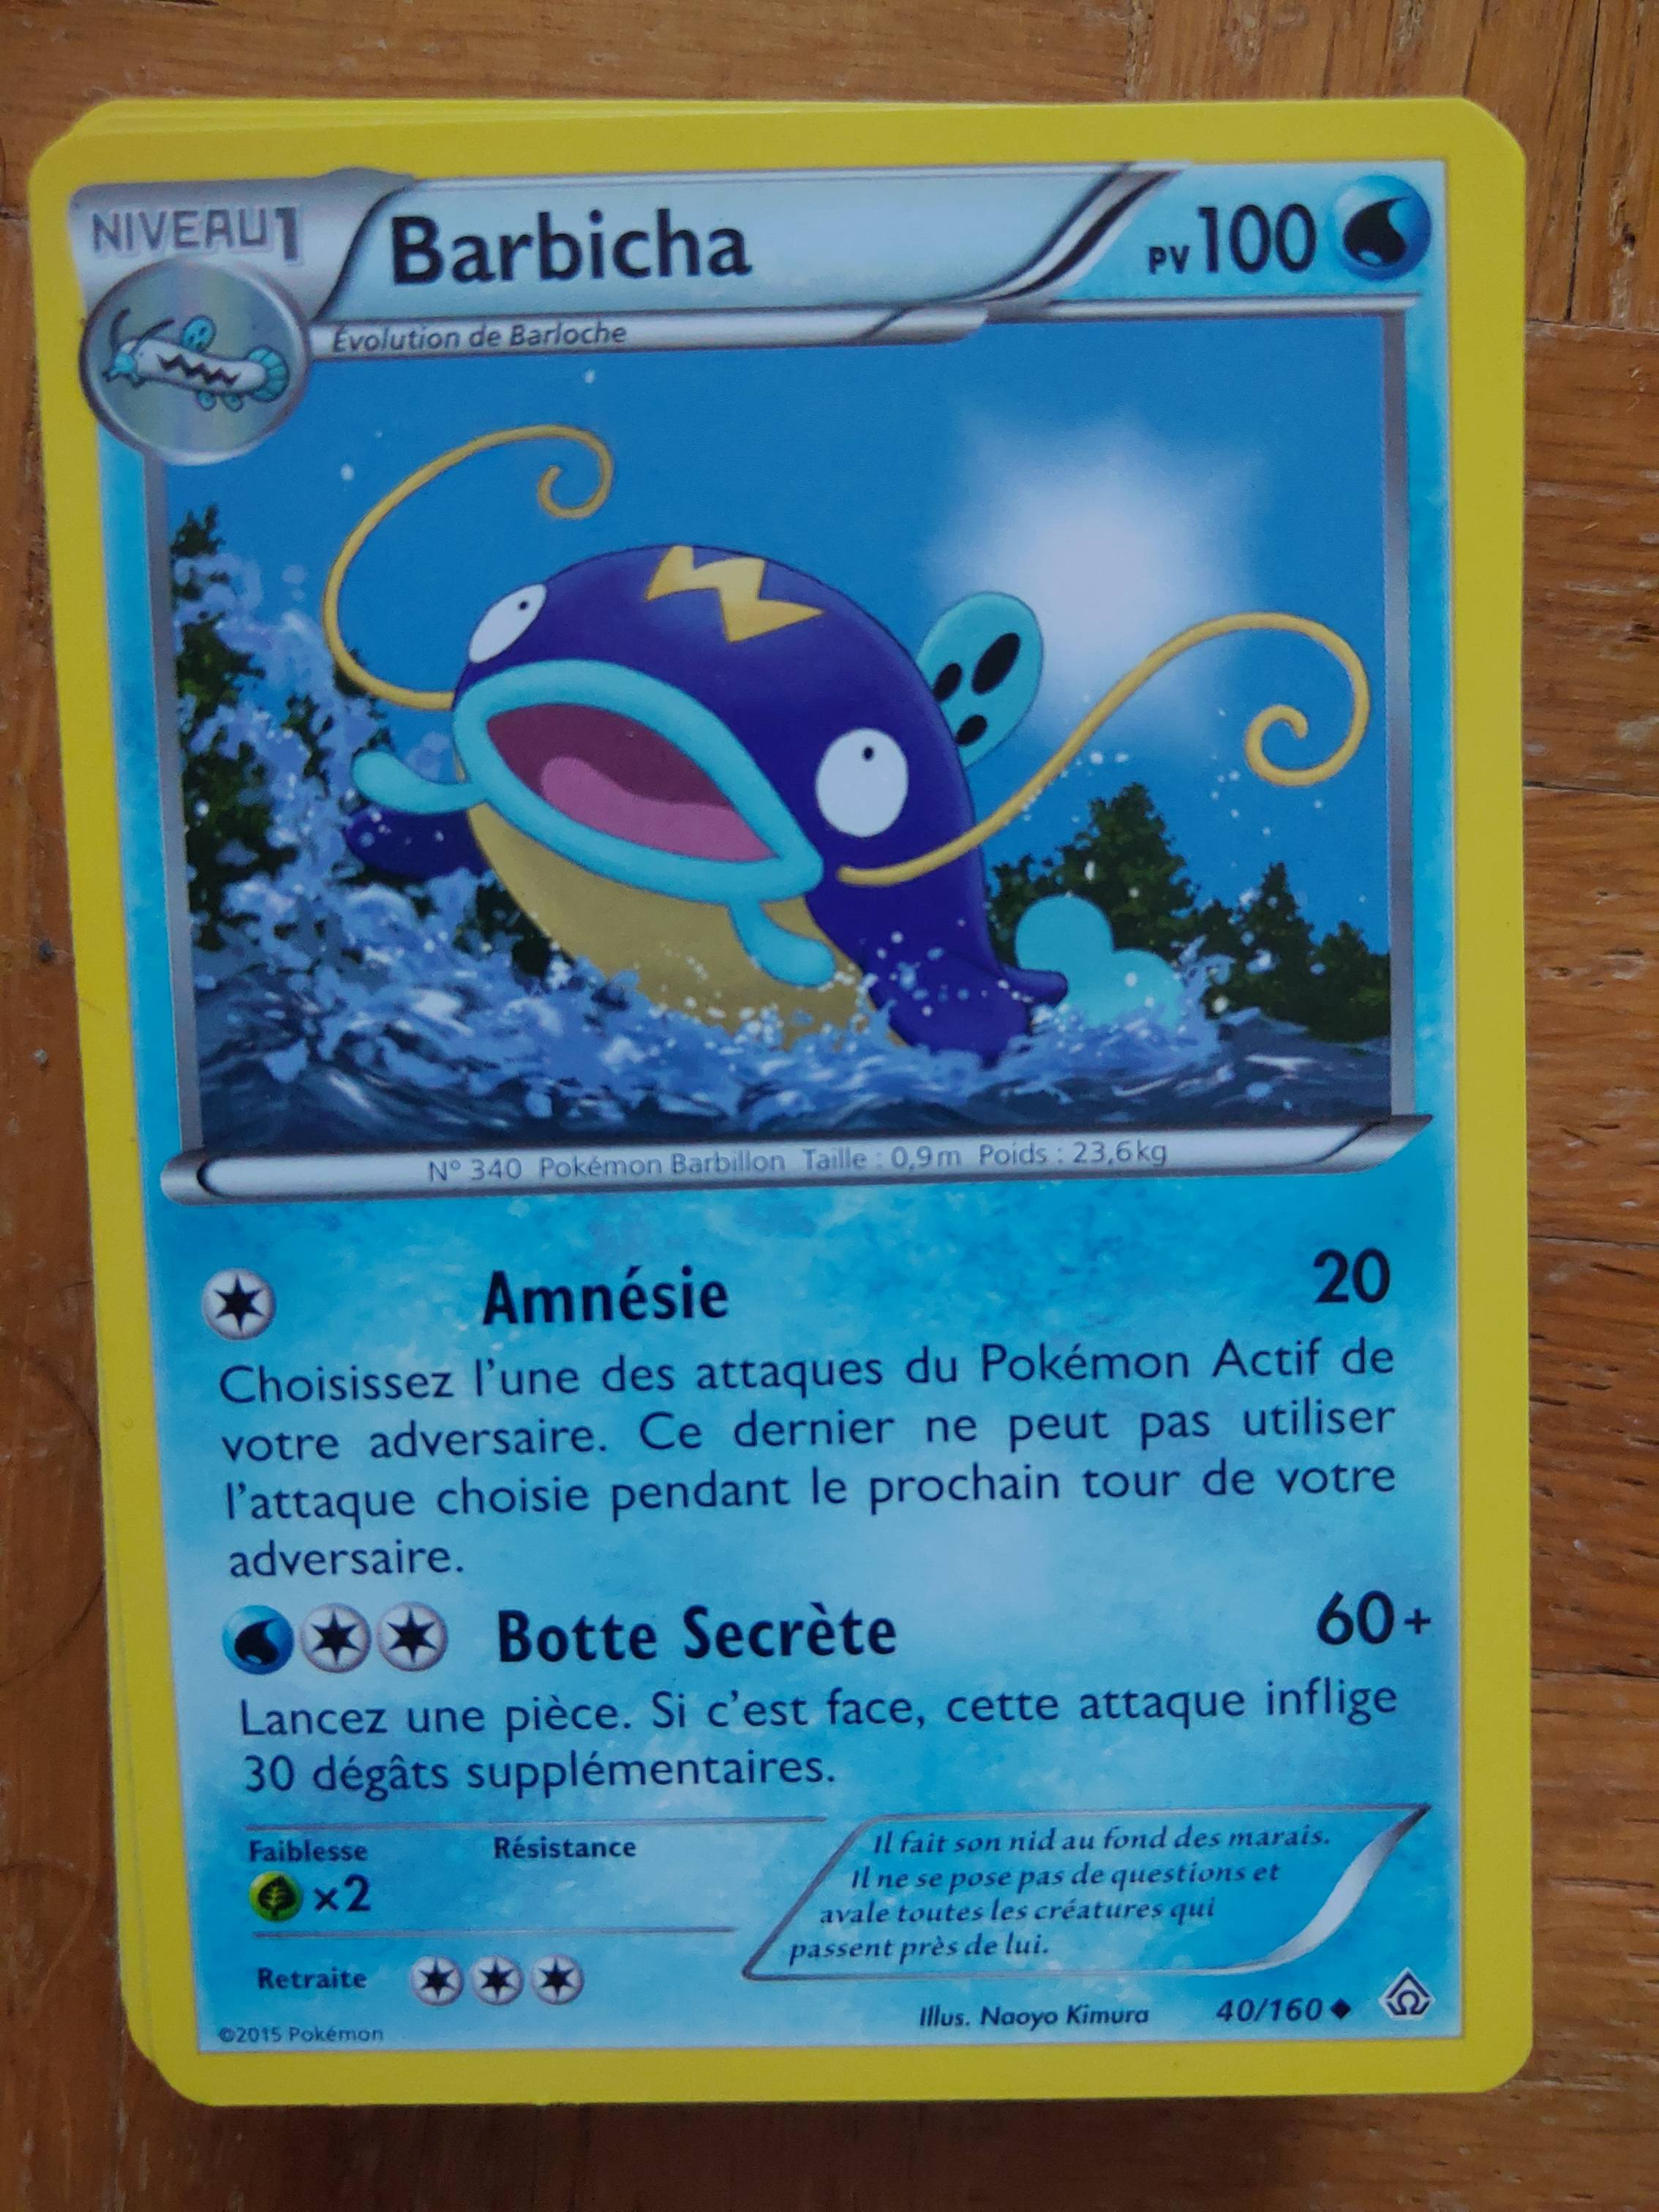 NIVEAU1
Barbicha
PV100
Évolution de Barloche
N° 340 Pokémon Barbillon Taille : 0,9m Poids : 23,6kg
Amnésie 20
Choisissez l'une des attaques du Pokémon Actif de
votre adversaire. Ce dernier ne peut pas utiliser
l'attaque choisie pendant le prochain tour de votre
adversaire.
Botte Secrète 60+
Lancez une pièce. Si c'est face, cette attaque inflige
30 dégâts supplémentaires.
Faiblesse Résistance
×2
Retraite
Il fait son nid au fond des marais.
Il ne se pose pas de questions et
avale toutes les créatures qui
passent près de lui.
Illus. Naoyo Kimura 40/160
©2015 Pokémon